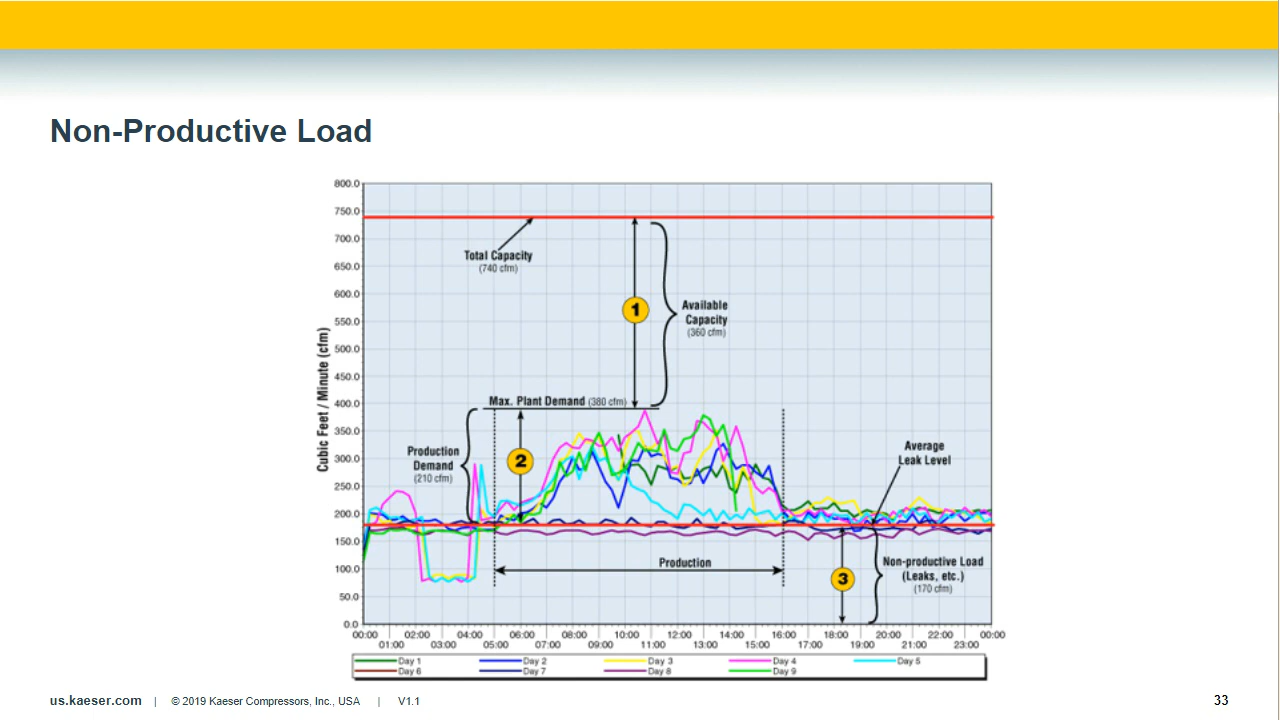 Non-Productive Load
Cubic Feet / Minute (cfm)
800.0
750.0
700.0
650.0
600.0
550.0
500.0
450.0
400.0
350.0
300.0
250.0
200.0
150.0
100.0
50.0
0.0
Total Capacity
(740 cfm)
1
Available
Capacity
(360 cfm)
Max. Plant Demand (380 cfm)
Production
Demand
(210 cfm)
2
Average
Leak Level
Production
3
Non-productive Load
(Leaks, etc.)
(170 cfm)
00:00 02:00 04:00 06:00 08:00 10:00 12:00 14:00 16:00 18:00 20:00 22:00 00:00
01:00 03:00 05:00 07:00 09:00 11:00 13:00 15:00 17:00 19:00 21:00 23:00
Day 1 Day 2 Day 3 Day 4 Day 5
Day 6 Day 7 Day 8 Day 9
us.kaeser.com | © 2019 Kaeser Compressors, Inc., USA | V1.1
33